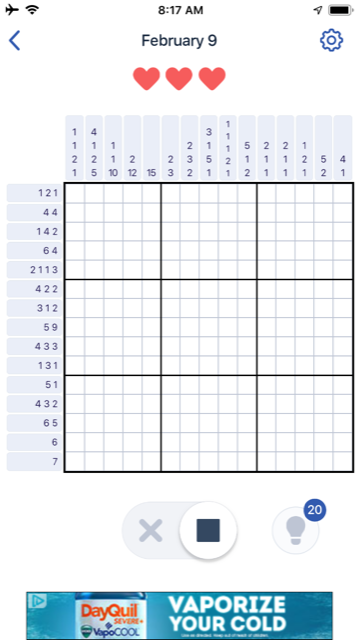 8:17 AM
February 9
1
1 4 3 1
1 1 1 2 1 1 5 2 2 1
2 2 1 2 2 3 5 2 1 1 1 2 5 4
1 5 10 12 15 3 2 1 1 2 1 1 1 2 1
1 2 1
4 4
1 4 2
6 4
2 1 1 3
4 2 2
3 1 2
5 9
4 3 3
1 3 1
5 1
4 3 2
6 5
6
7
20
DayQuil
SEVERE+
VapoCOOL
VAPORIZE
YOUR COLD